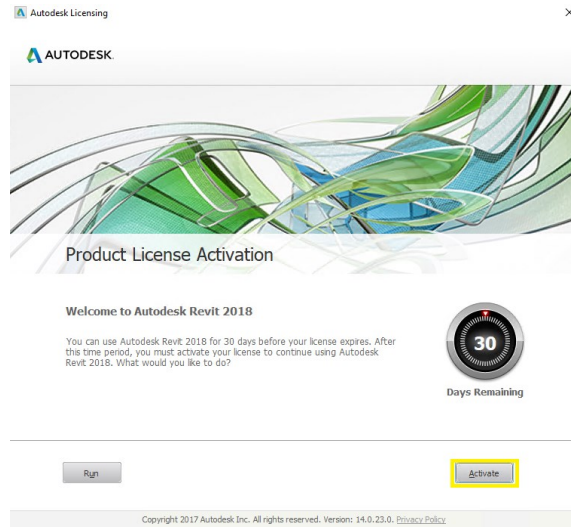 Autodesk Licensing
AUTODESK.
Product License Activation
Welcome to Autodesk Revit 2018
You can use Autodesk Revit 2018 for 30 days before your license expires. After
this time period, you must activate your license to continue using Autodesk
Revit 2018. What would you like to do?
30
Days Remaining
Run
Activate
Copyright 2017 Autodesk Inc. All rights reserved. Version: 14.0.23.0. Privacy Policy